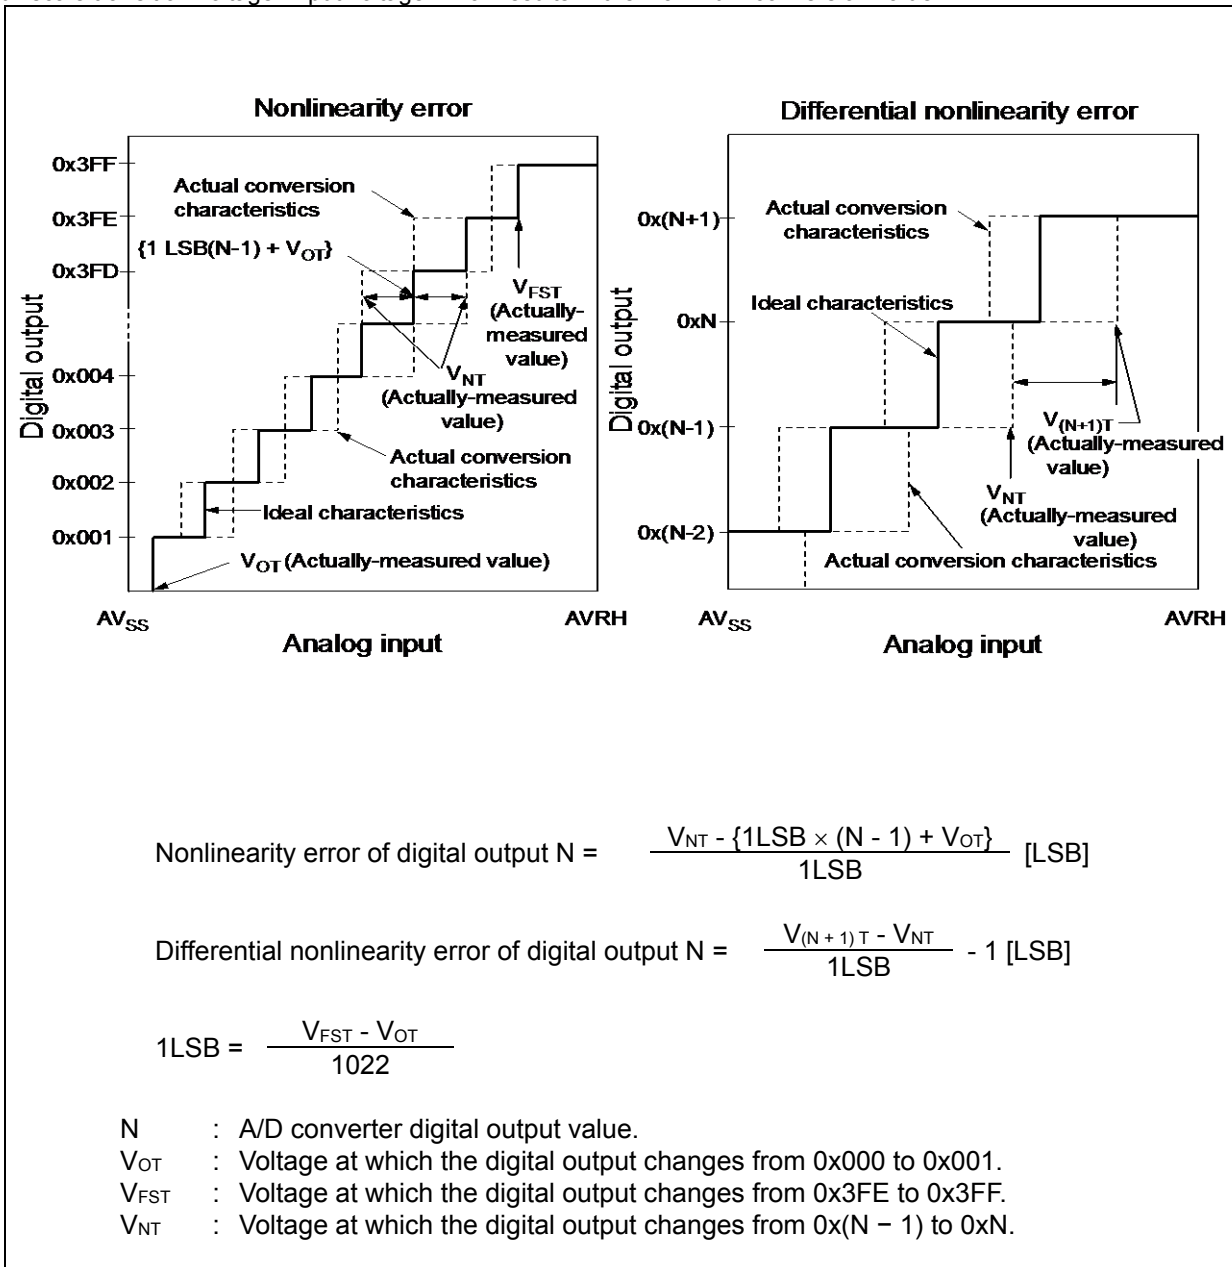 Nonlinearity error
0x3FF
0x3FE
0x3FD
0x004
0x003
0x002
0x001
Digital output
Actual conversion
characteristics
{1 LSB(N-1) + VOT}
VFST
(Actually-
measured
value)
VNT
(Actually-measured
value)
Actual conversion
characteristics
Ideal characteristics
VOT (Actually-measured value)
AVSS
AVRH
Analog input
Differential nonlinearity error
0x(N+1)
0xN
0x(N-1)
0x(N-2)
Digital output
Actual conversion
characteristics
Ideal characteristics
V(N+1)T
(Actually-measured
value)
VNT
(Actually-measured
value)
Actual conversion characteristics
AVSS
AVRH
Analog input
Nonlinearity error of digital output N = VNT - {1LSB × (N - 1) + VOT} / 1LSB [LSB]
Differential nonlinearity error of digital output N = V(N + 1) T - VNT / 1LSB - 1 [LSB]
1LSB = VFST - VOT / 1022
N : A/D converter digital output value.
VOT : Voltage at which the digital output changes from 0x000 to 0x001.
VFST : Voltage at which the digital output changes from 0x3FE to 0x3FF.
VNT : Voltage at which the digital output changes from 0x(N − 1) to 0xN.